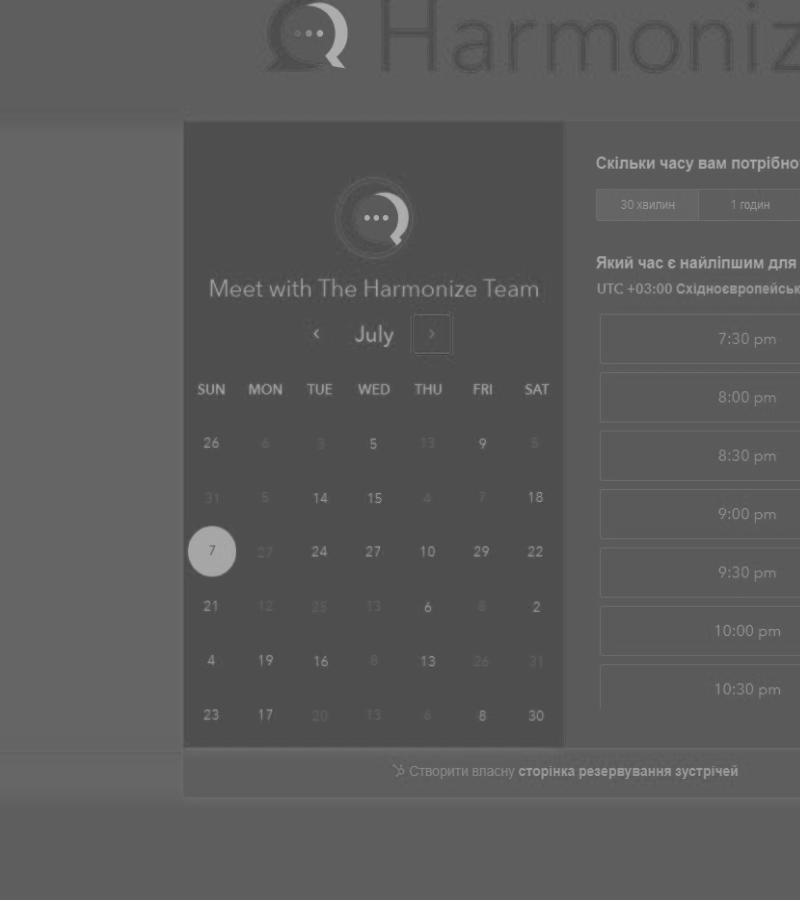 Harmoniz
Meet with The Harmonize Team
July
SUN MON TUE WED THU FRI SAT
26 6 3 5 13 9 5
31 5 14 15 4 7 18
7 27 24 27 10 29 22
21 12 25 13 6 8 2
4 19 16 8 13 26 31
23 17 20 13 6 8 30
Скільки часу вам потрібно
30 хвилин 1 годин
Який час є найліпшим для
UTC +03:00 Східноєвропейськ
7:30 pm
8:00 pm
8:30 pm
9:00 pm
9:30 pm
10:00 pm
10:30 pm
Створити власну сторінка резервування зустрічей